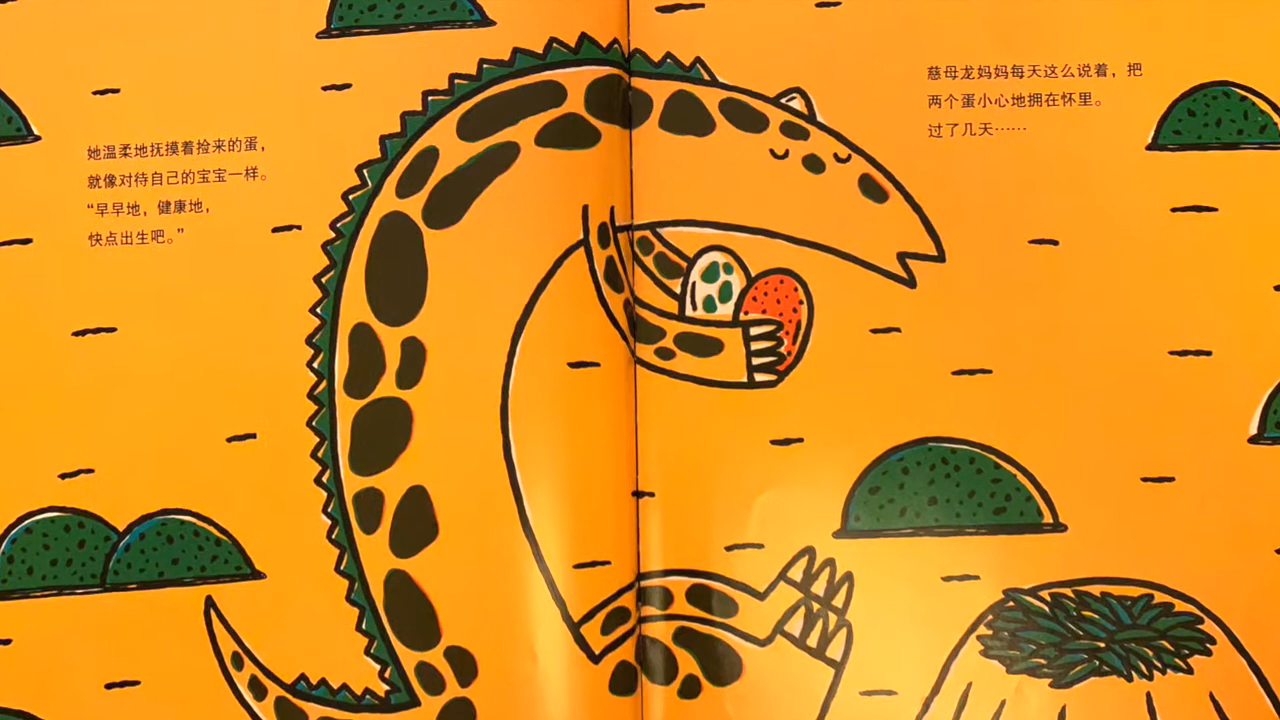 她温柔地抚摸着捡来的蛋，
就像对待自己的宝宝一样。
“早早地，健康地，
快点出生吧。”
慈母龙妈妈每天这么说着，把
两个蛋小心地拥在怀里。
过了几天……